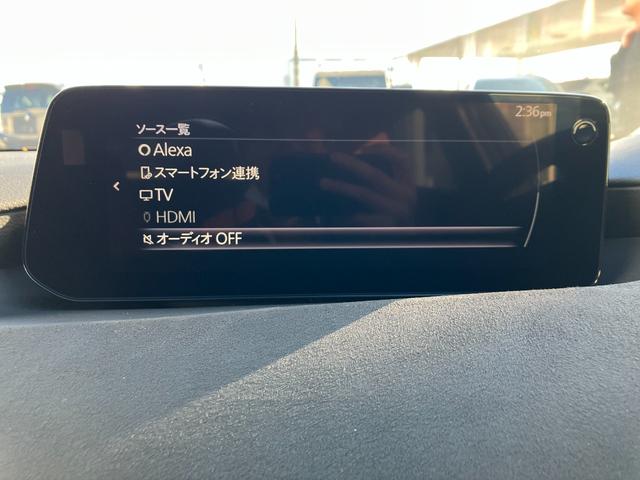 2:36pm
ソース一覧
Alexa
スマートフォン連携
TV
HDMI
オーディオ OFF